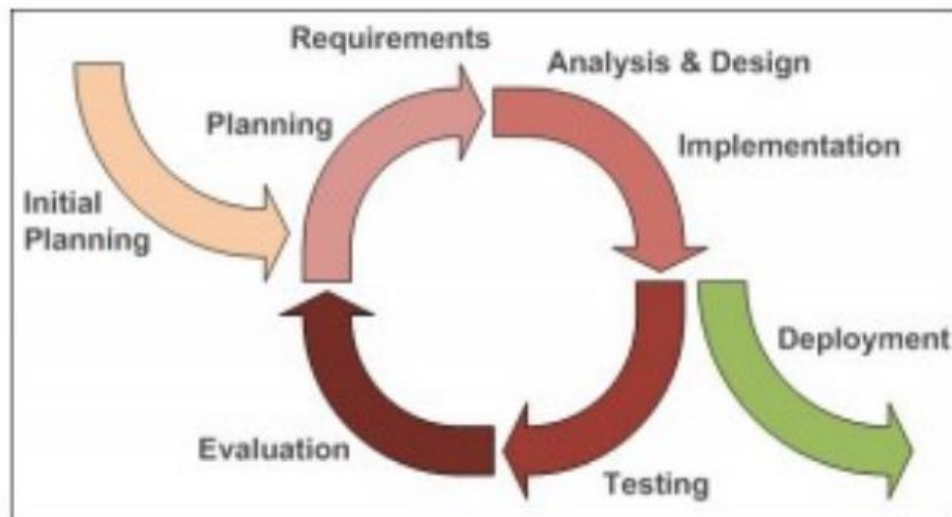 Requirements
Analysis & Design
Planning
Implementation
Initial
Planning
Deployment
Evaluation
Testing